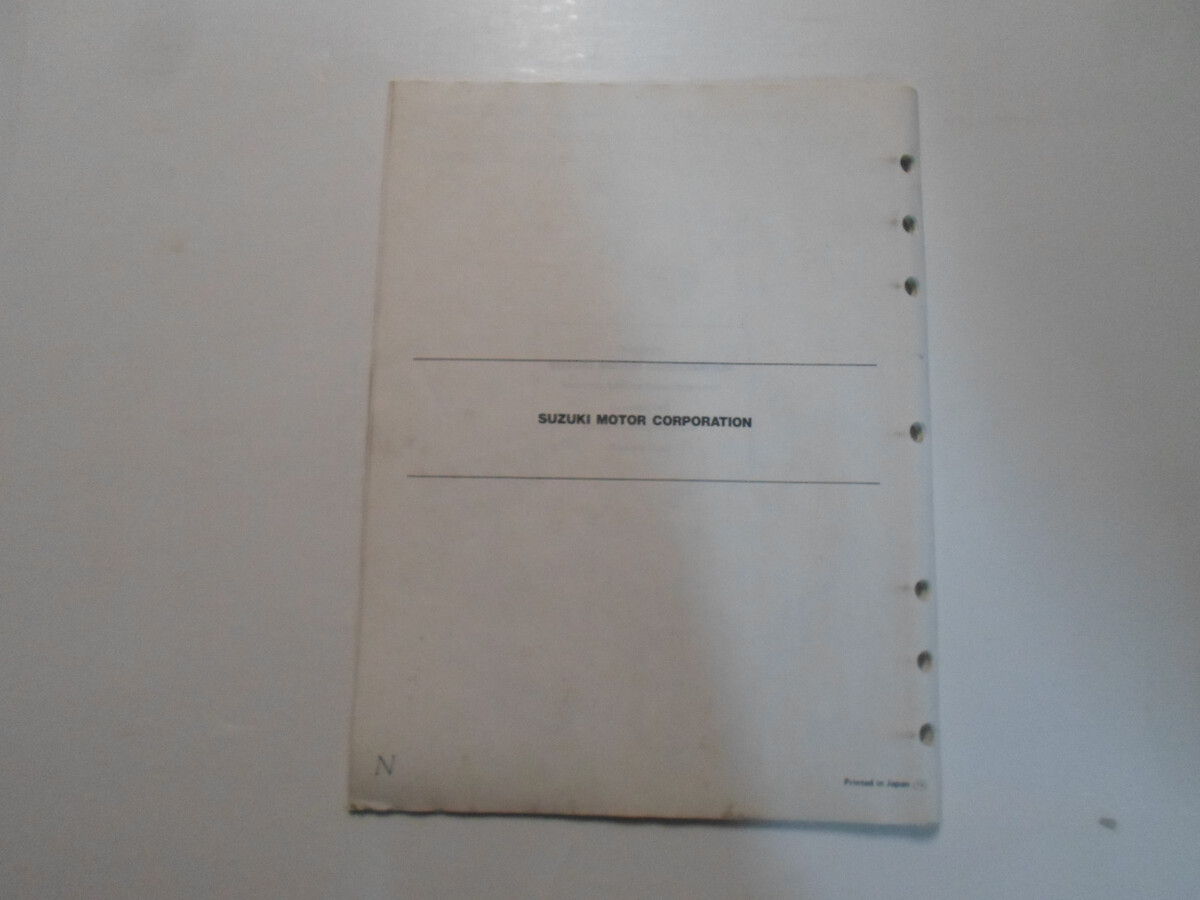 SUZUKI MOTOR CORPORATION
N
Printed in Japan